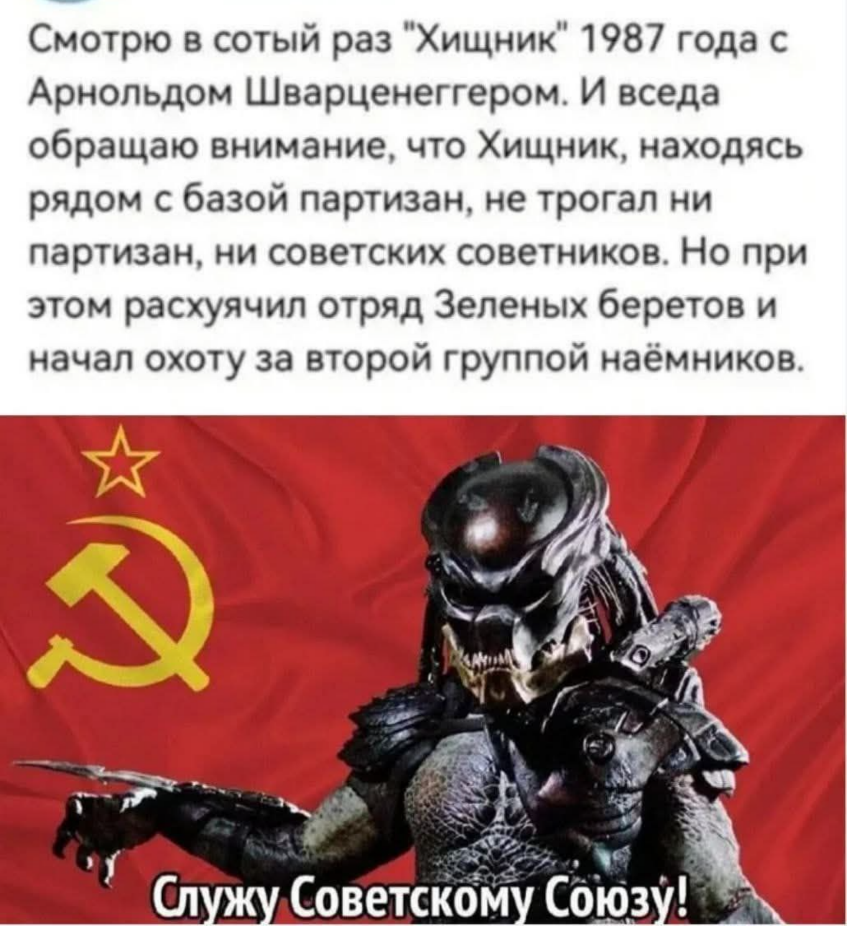 Смотрю в сотый раз "Хищник" 1987 года с
Арнольдом Шварценеггером. И вседа
обращаю внимание, что Хищник, находясь
рядом с базой партизан, не трогал ни
партизан, ни советских советников. Но при
этом расхуячил отряд Зеленых беретов и
начал охоту за второй группой наёмников.
Служу Советскому Союзу!